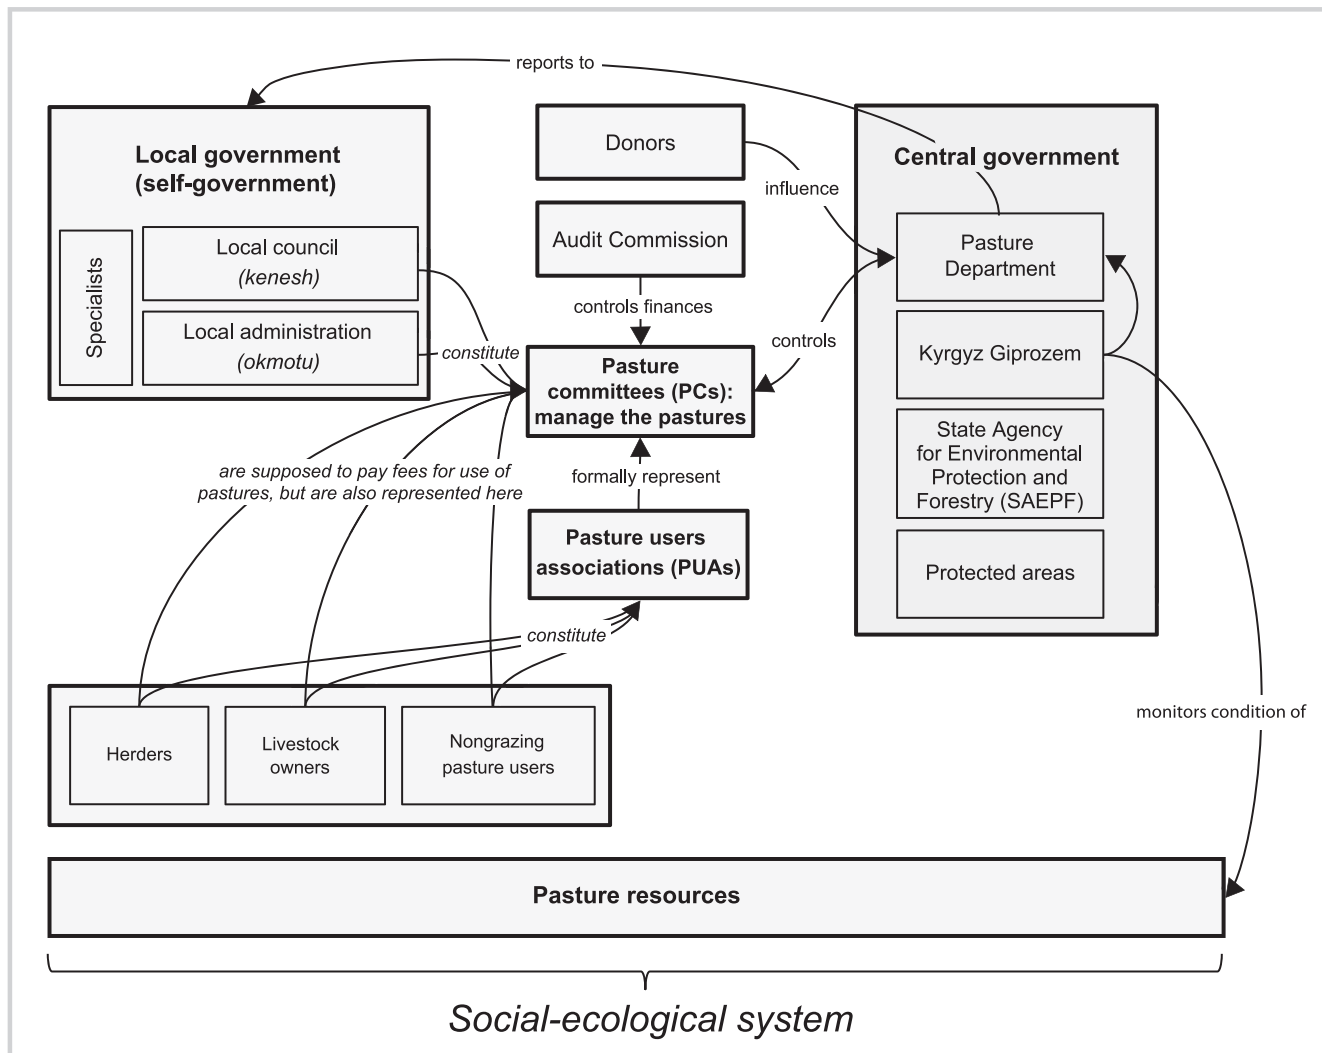 reports to
Local government
(self-government)
Specialists
Local council
(kenesh)
Local administration
(okmotu)
constitute
Donors
influence
Audit Commission
controls finances
controls
Pasture
committees (PCs):
manage the pastures
Central government
Pasture
Department
Kyrgyz Giprozem
State Agency
for Environmental
Protection and
Forestry (SAEPF)
Protected areas
are supposed to pay fees for use of
pastures, but are also represented here
formally represent
Pasture users
associations (PUAs)
constitute
monitors condition of
Herders
Livestock
owners
Nongrazing
pasture users
Pasture resources
Social-ecological system